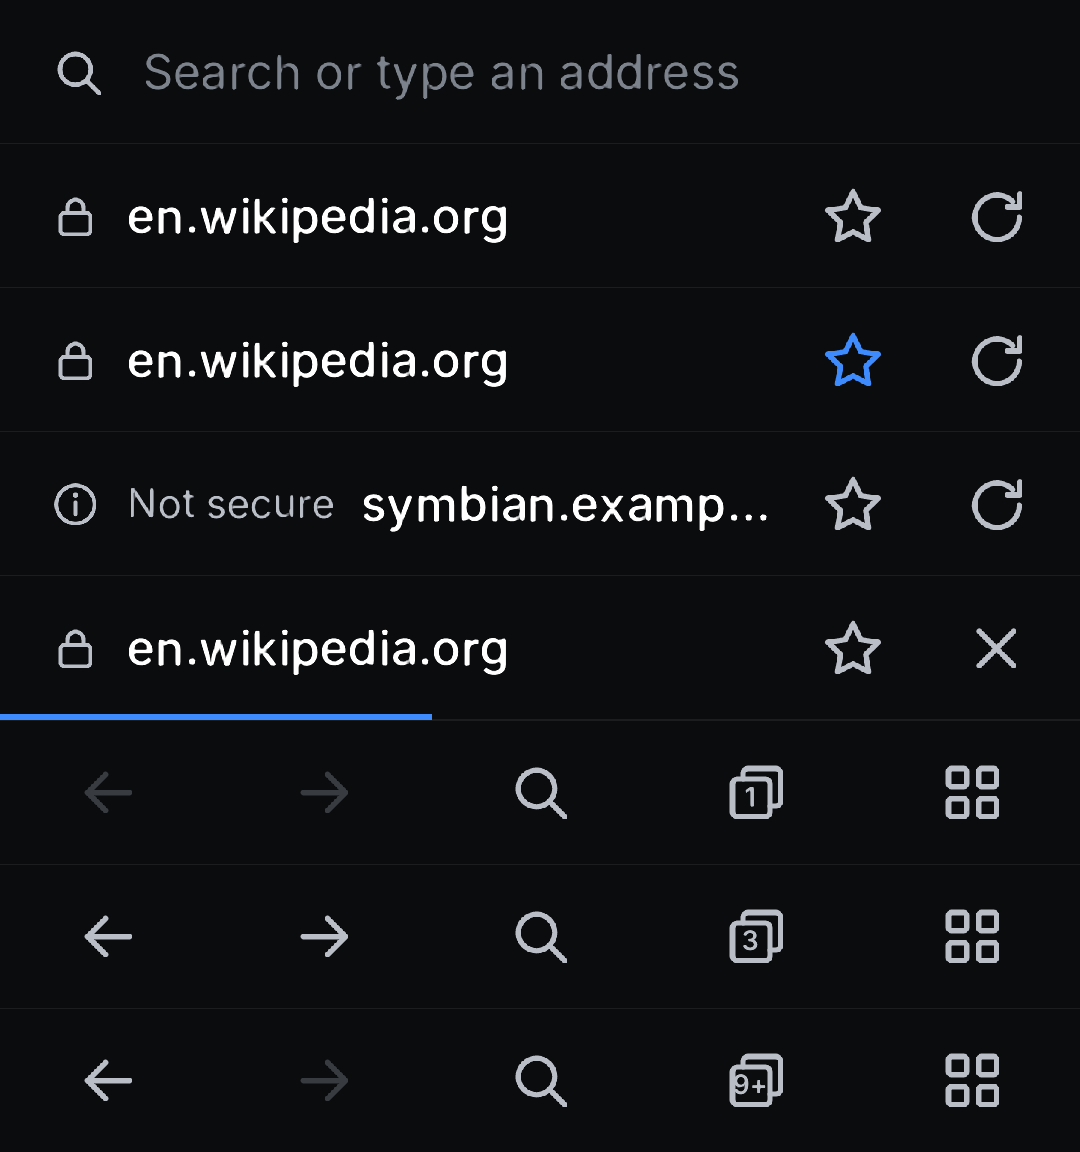 Search or type an address
en.wikipedia.org
en.wikipedia.org
Not secure symbian.examp...
en.wikipedia.org
1
3
9+